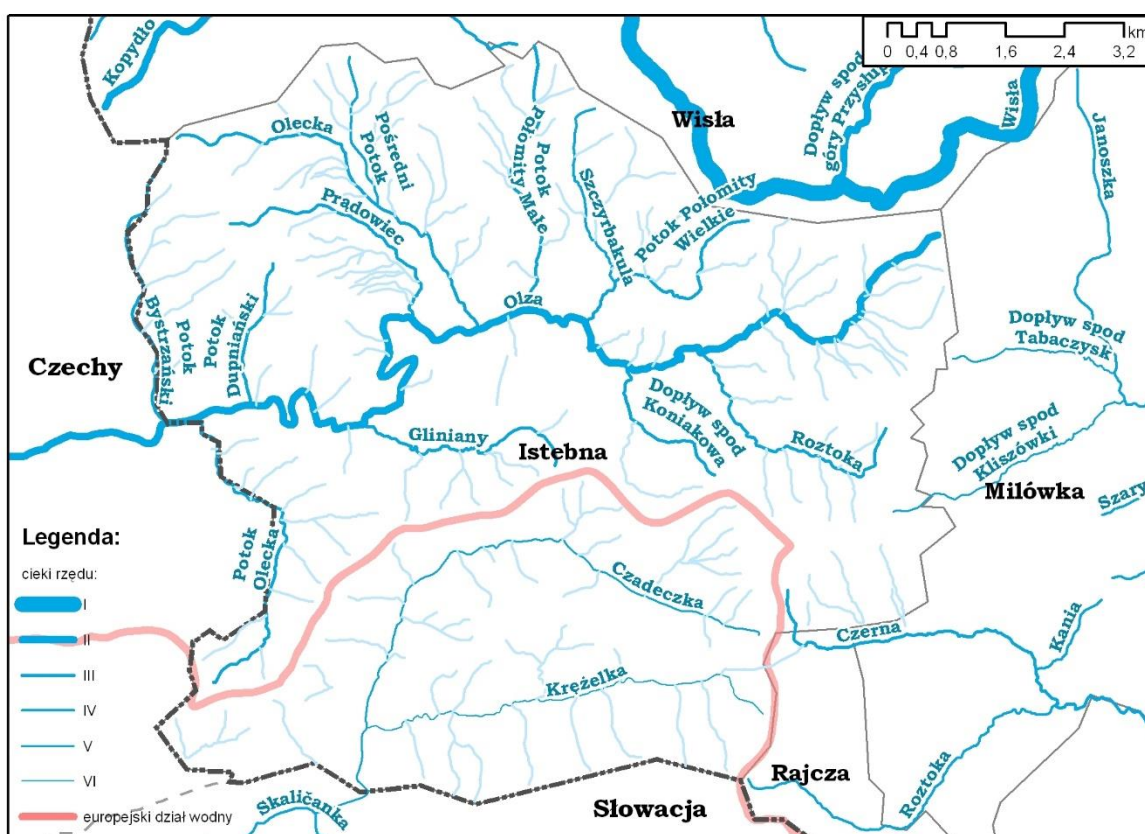 Kopydło
km
0 0,4 0,8 1,6 2,4 3,2
Olecka
Potok
Pośredni
Potok
Połomity Małe
Szczyrbakula
Potok Połomity
Wielkie
Wisła
Dopływ spod
góry Przysłup
Wisła
Janoszka
Prądowiec
Olza
Potok
Bystrzański
Potok
Dupniański
Czechy
Dopływ spod
Tabaczysk
Gliniany
Istebna
Dopływ spod
Koniakowa
Roztoka
Dopływ spod
Kliszówki
Milówka
Szary
Potok
Olecka
Czadeczka
Czerna
Kania
Krężelka
Rajcza
Roztoka
Skaličanka
Słowacja
Legenda:
cieki rzędu:
I
II
III
IV
V
VI
europejski dział wodny